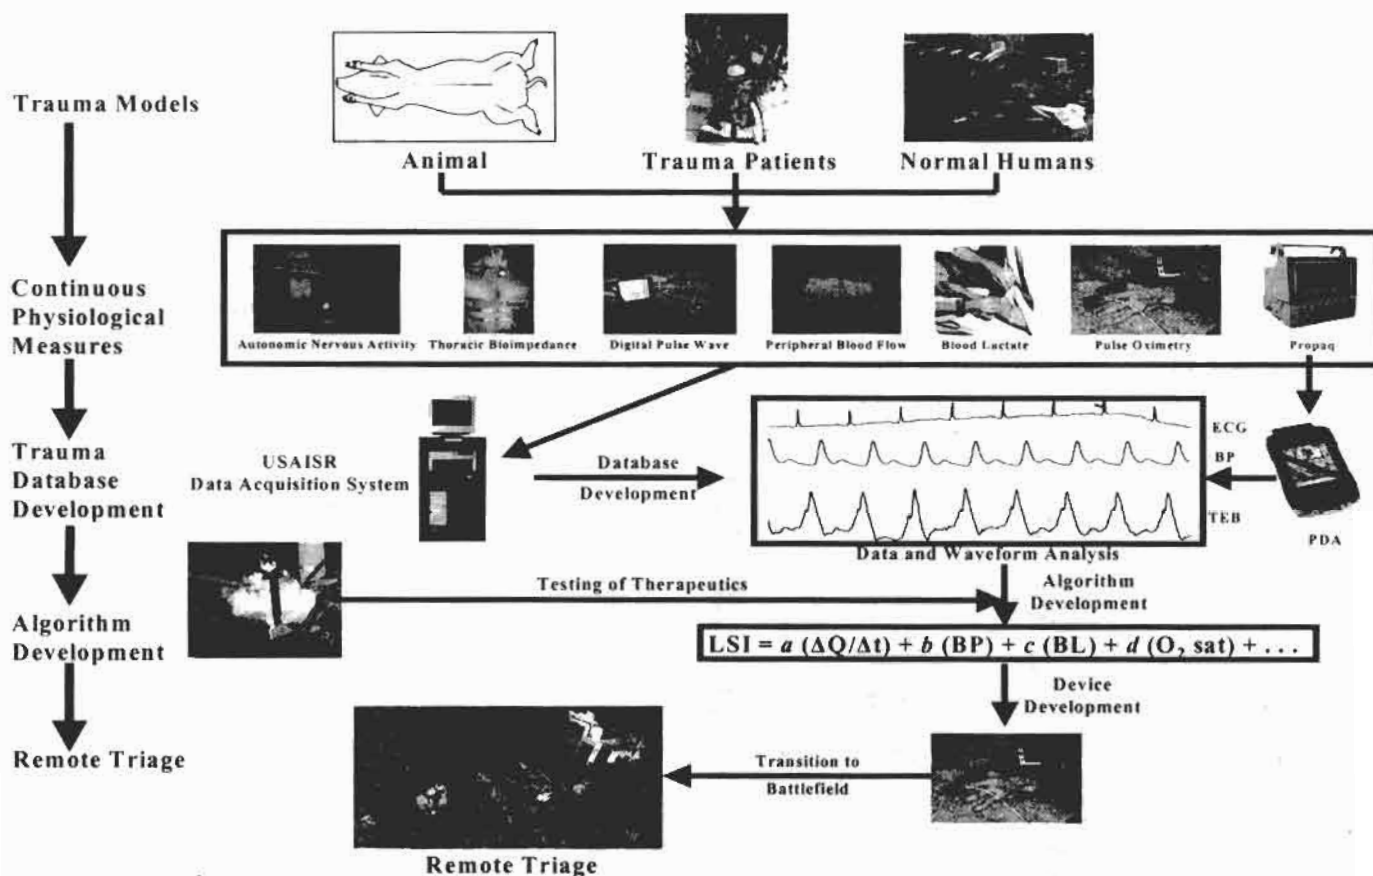 Trauma Models
Animal
Trauma Patients
Normal Humans
Continuous
Physiological
Measures
Autonomic Nervous Activity
Thoracic Bioimpedance
Digital Pulse Wave
Peripheral Blood Flow
Blood Lactate
Pulse Oximetry
Propaq
Trauma
Database
Development
USAISR
Data Acquisition System
Database
Development
ECG
BP
TEB
PDA
Data and Waveform Analysis
Testing of Therapeutics
Algorithm
Development
Algorithm
Development
LSI = a (ΔQ/Δt) + b (BP) + c (BL) + d (O₂ sat) + . . .
Device
Development
Remote Triage
Transition to
Battlefield
Remote Triage